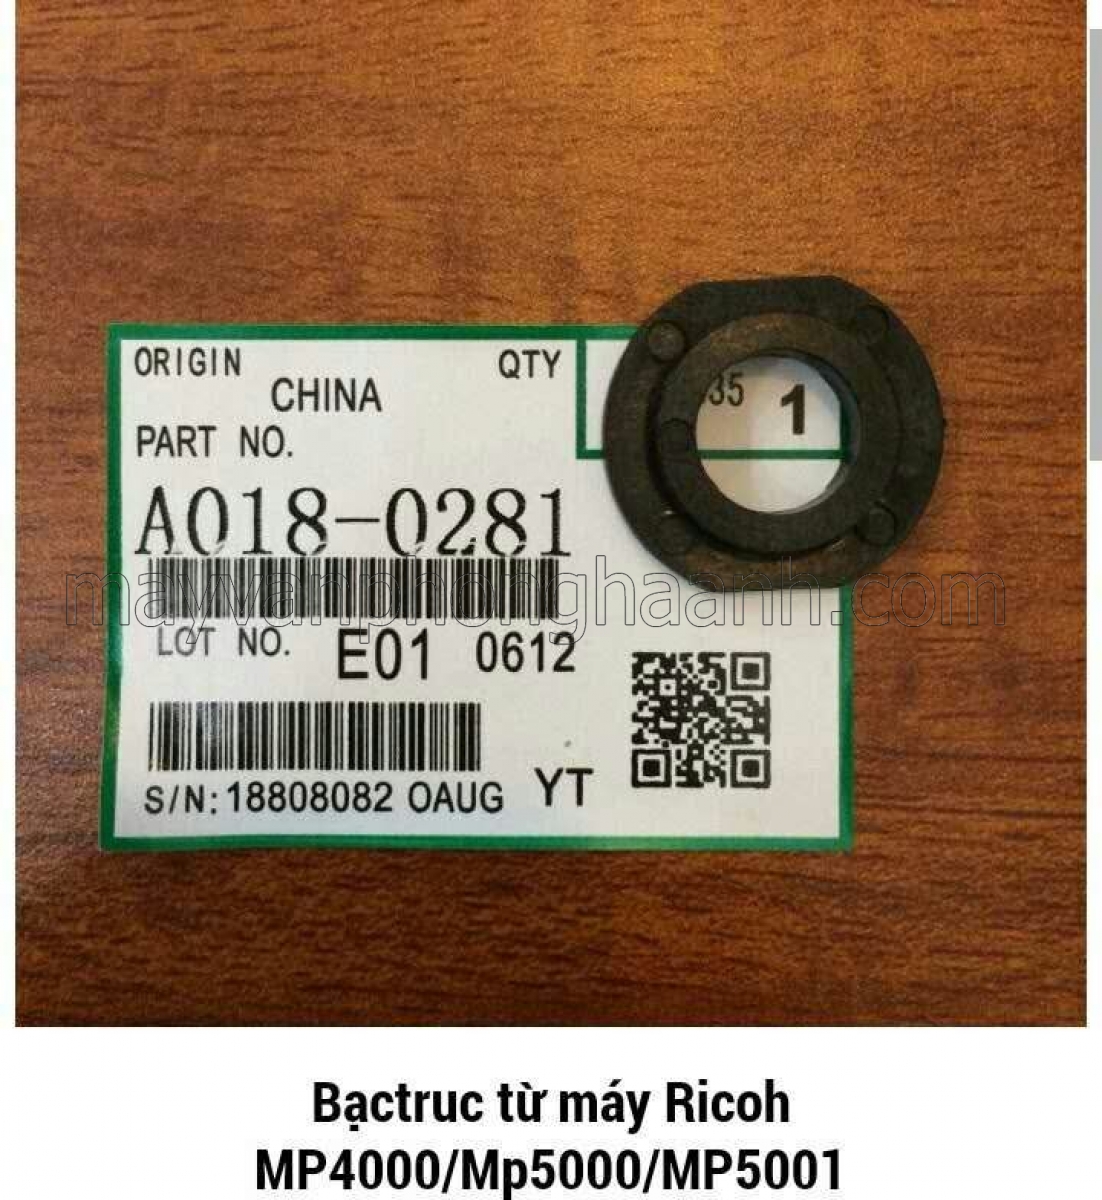 ORIGIN QTY
CHINA
35 1
PART NO.
A018-0281
mayvanphonghaanh.com
LOT NO. E01 0612
S/N:18808082 OAUG YT
Bạctruc từ máy Ricoh
MP4000/Mp5000/MP5001